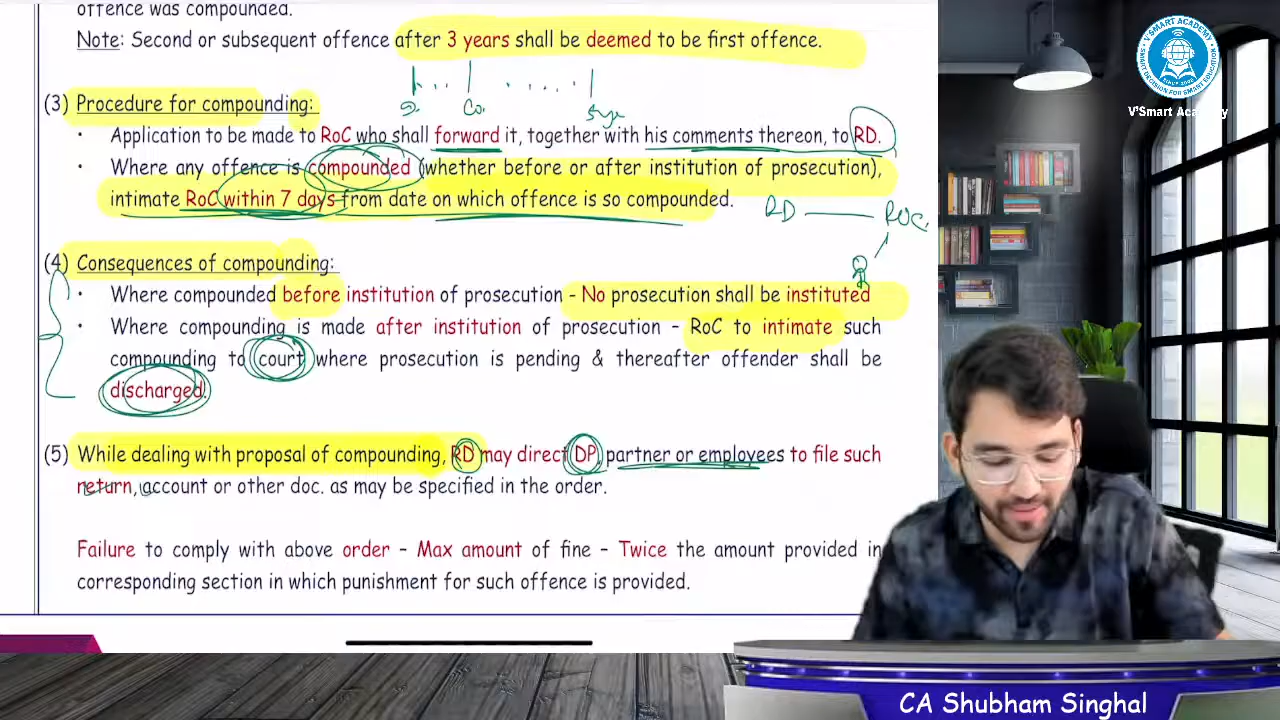 offence was compounded.
Note: Second or subsequent offence after 3 years shall be deemed to be first offence.
(3) Procedure for compounding:
• Application to be made to RoC who shall forward it, together with his comments thereon, to RD.
• Where any offence is compounded (whether before or after institution of prosecution),
intimate RoC within 7 days from date on which offence is so compounded.
RD ROC
(4) Consequences of compounding:
• Where compounded before institution of prosecution - No prosecution shall be instituted
• Where compounding is made after institution of prosecution – RoC to intimate such
compounding to court where prosecution is pending & thereafter offender shall be
discharged.
(5) While dealing with proposal of compounding, RD may direct DP, partner or employees to file such
return, account or other doc. as may be specified in the order.
Failure to comply with above order – Max amount of fine – Twice the amount provided in
corresponding section in which punishment for such offence is provided.
V'SMART ACADEMY
SMART DECISION FOR SMART EDUCATION
V'Smart Academy
CA Shubham Singhal